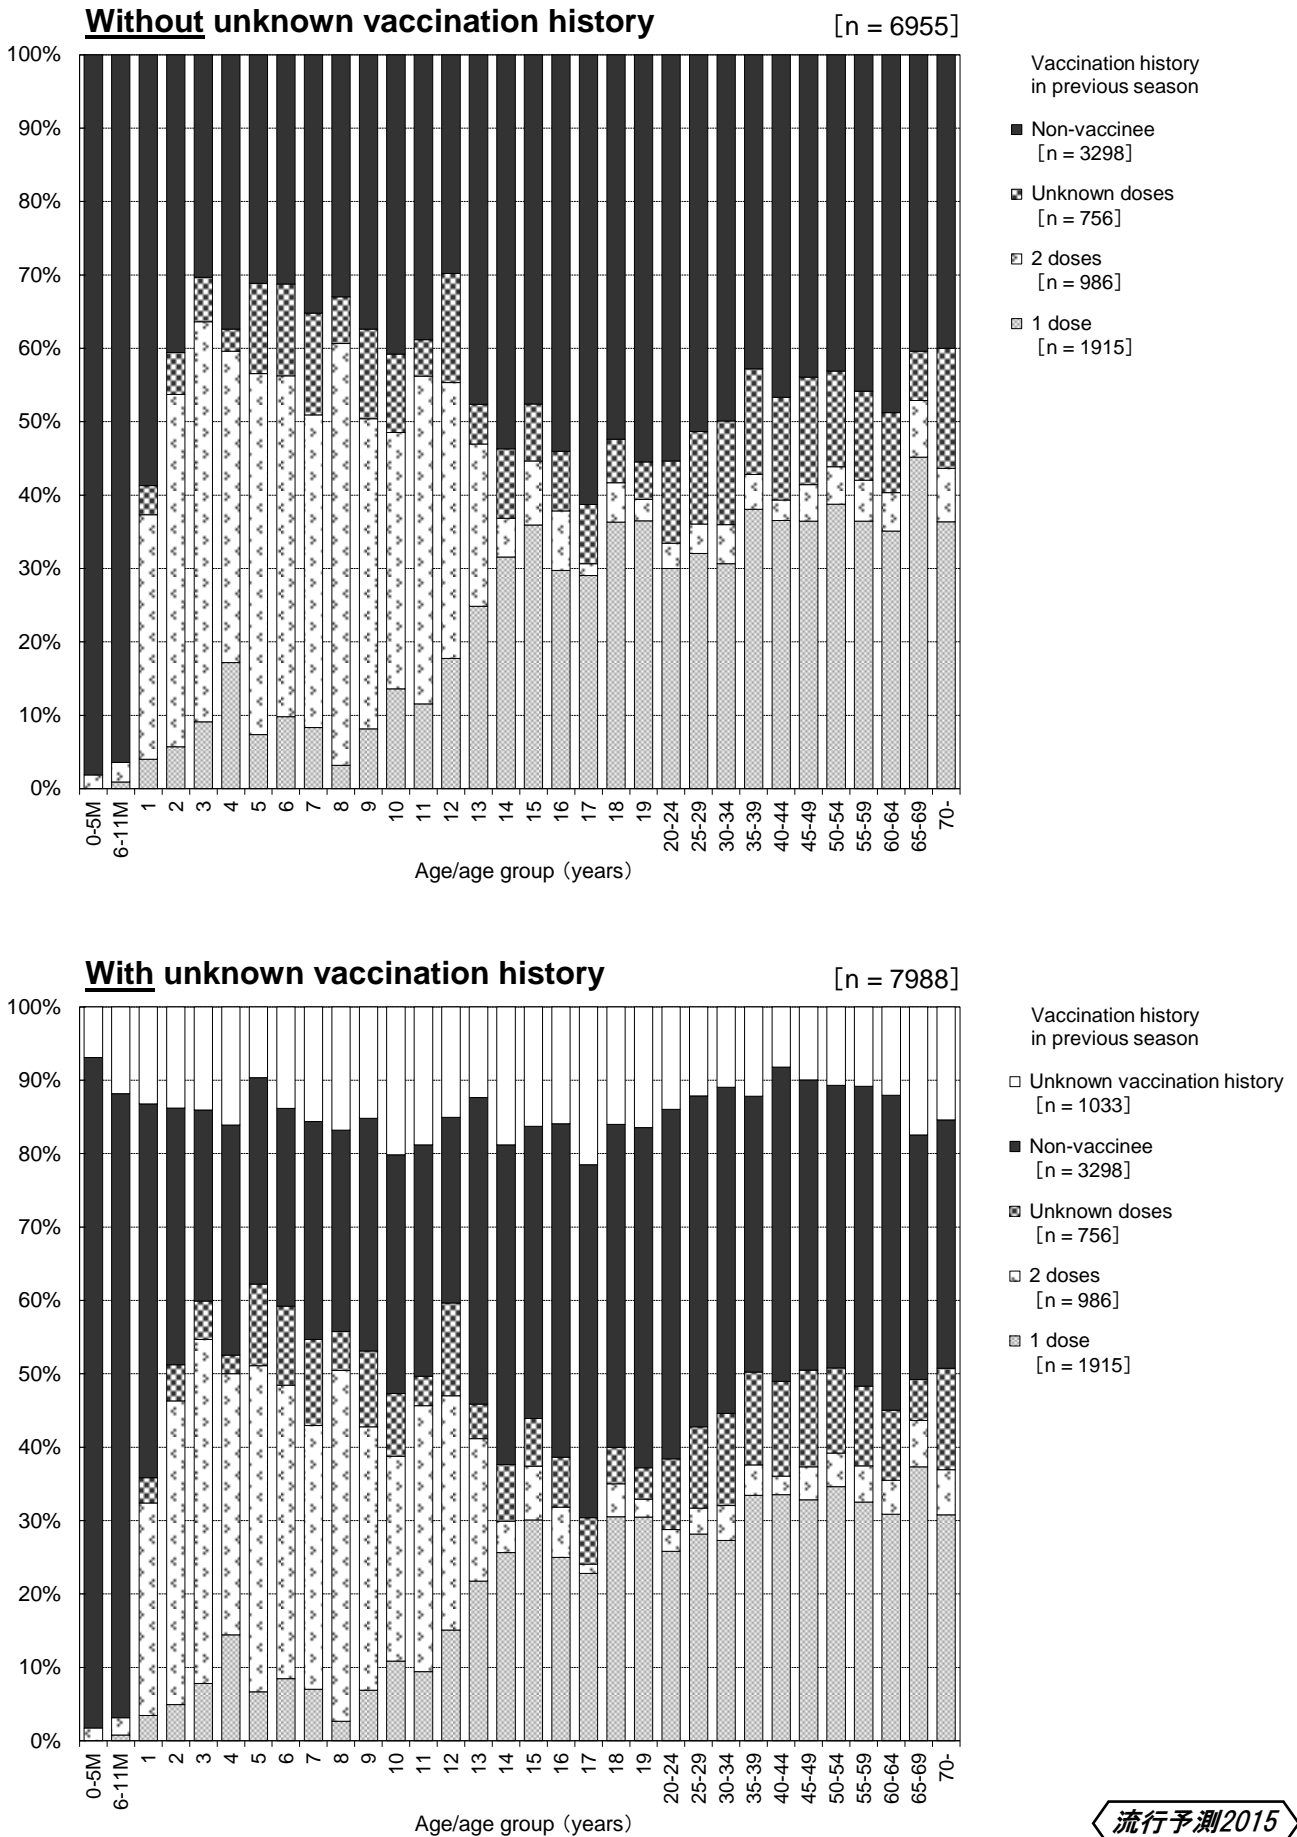 Without unknown vaccination history
[n = 6955]
100%
90%
80%
70%
60%
50%
40%
30%
20%
10%
0%
0-5M
6-11M
1
2
3
4
5
6
7
8
9
10
11
12
13
14
15
16
17
18
19
20-24
25-29
30-34
35-39
40-44
45-49
50-54
55-59
60-64
65-69
70-
Age/age group（years）
Vaccination history
in previous season
Non-vaccinee
[n = 3298]
Unknown doses
[n = 756]
2 doses
[n = 986]
1 dose
[n = 1915]
With unknown vaccination history
[n = 7988]
100%
90%
80%
70%
60%
50%
40%
30%
20%
10%
0%
0-5M
6-11M
1
2
3
4
5
6
7
8
9
10
11
12
13
14
15
16
17
18
19
20-24
25-29
30-34
35-39
40-44
45-49
50-54
55-59
60-64
65-69
70-
Age/age group（years）
Vaccination history
in previous season
Unknown vaccination history
[n = 1033]
Non-vaccinee
[n = 3298]
Unknown doses
[n = 756]
2 doses
[n = 986]
1 dose
[n = 1915]
流行予測2015